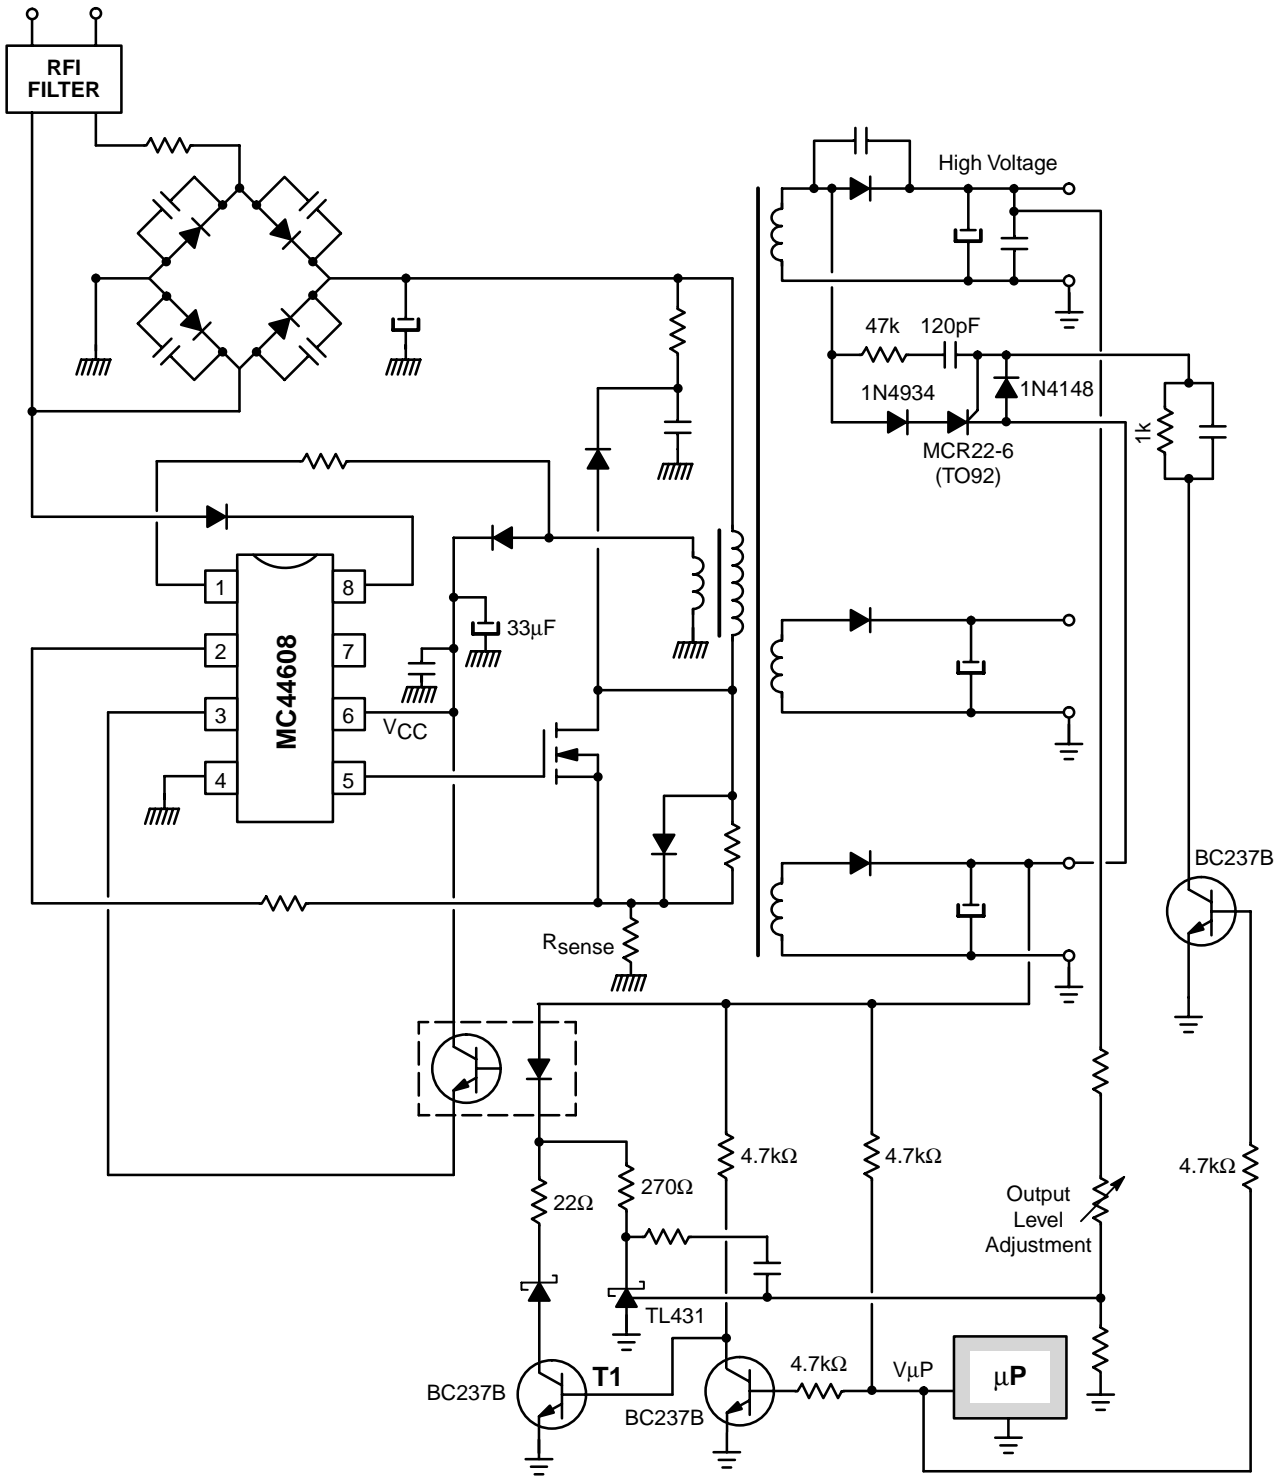 RFI
FILTER
High Voltage
47k
120pF
1N4934
1N4148
MCR22-6
(TO92)
1k
1
8
2
7
3
6
4
5
MC44608
33μF
VCC
Rsense
BC237B
4.7kΩ
4.7kΩ
4.7kΩ
22Ω
270Ω
Output
Level
Adjustment
TL431
4.7kΩ
VμP
μP
T1
BC237B
BC237B